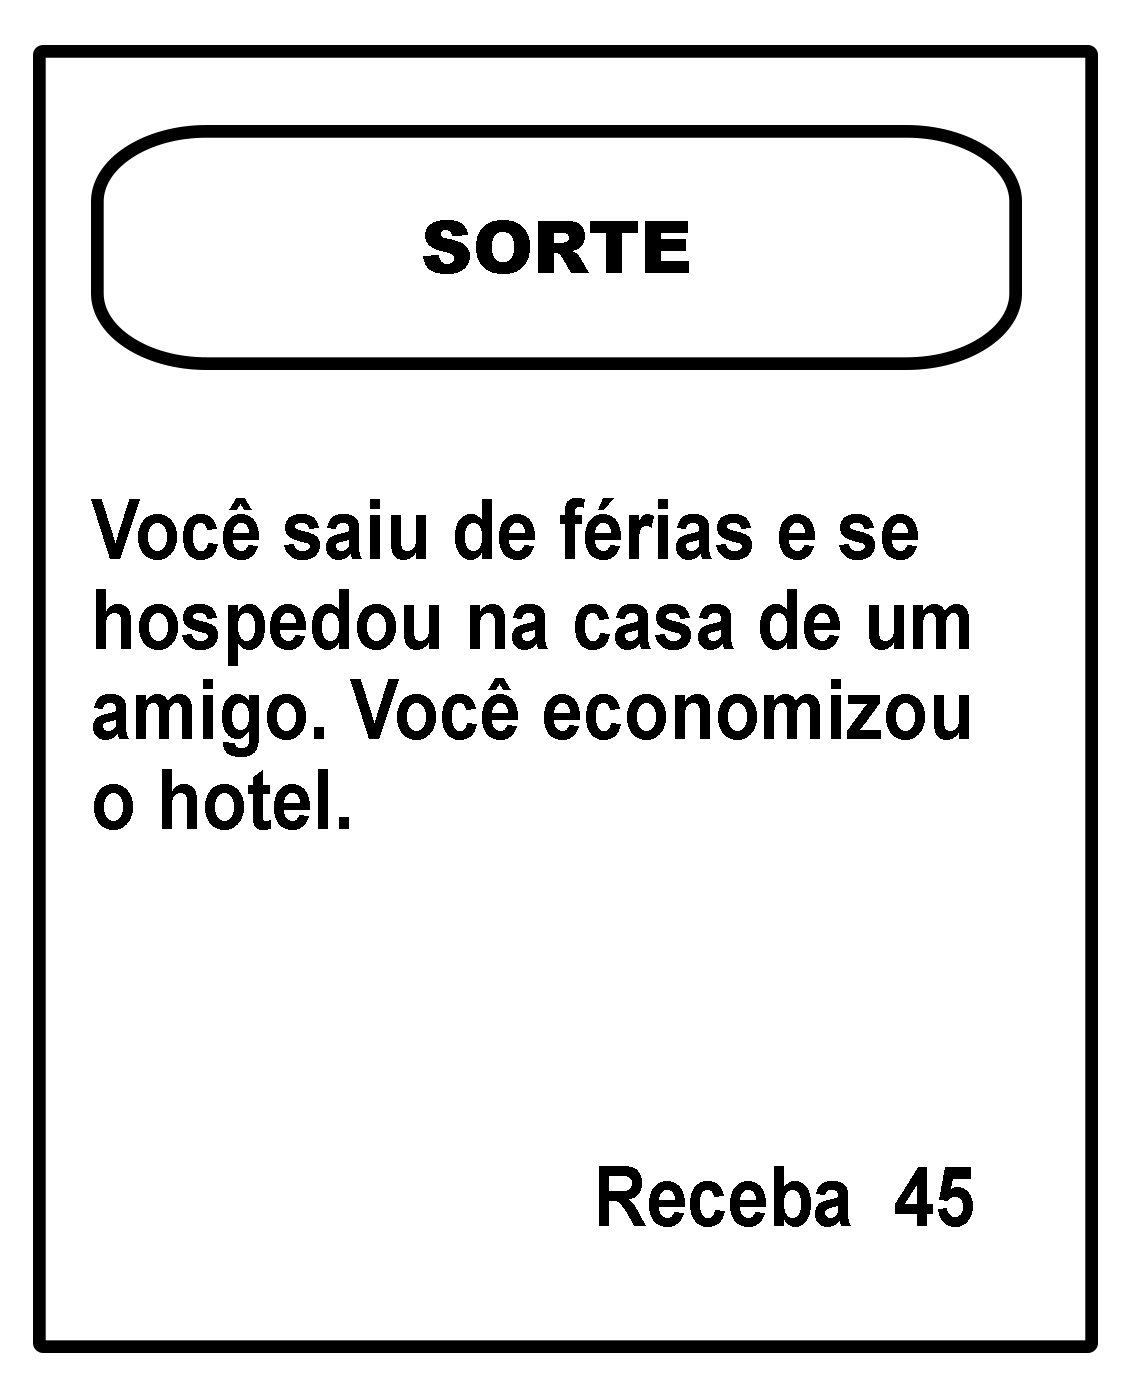 SORTE
Você saiu de férias e se
hospedou na casa de um
amigo. Você economizou
o hotel.
Receba  45